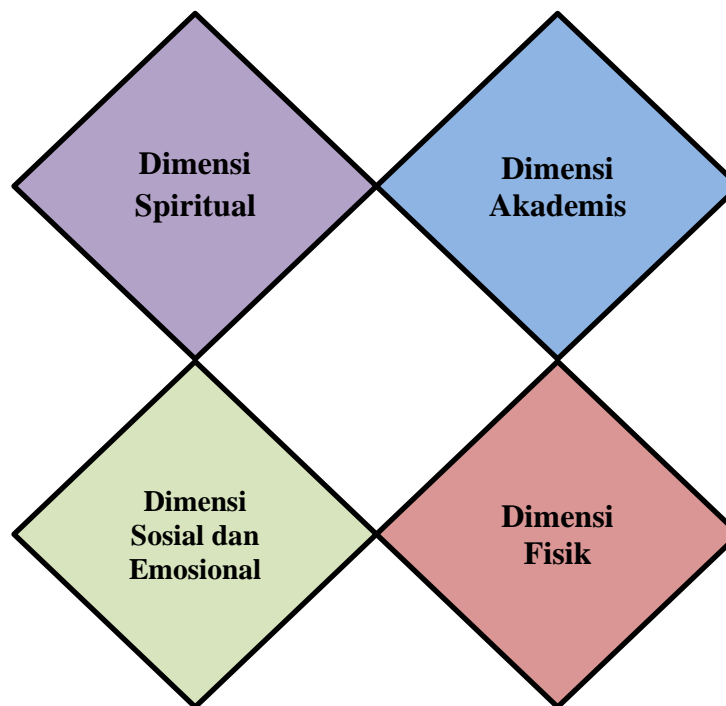 Dimensi
Spiritual
Dimensi
Akademis
Dimensi
Sosial dan
Emosional
Dimensi
Fisik